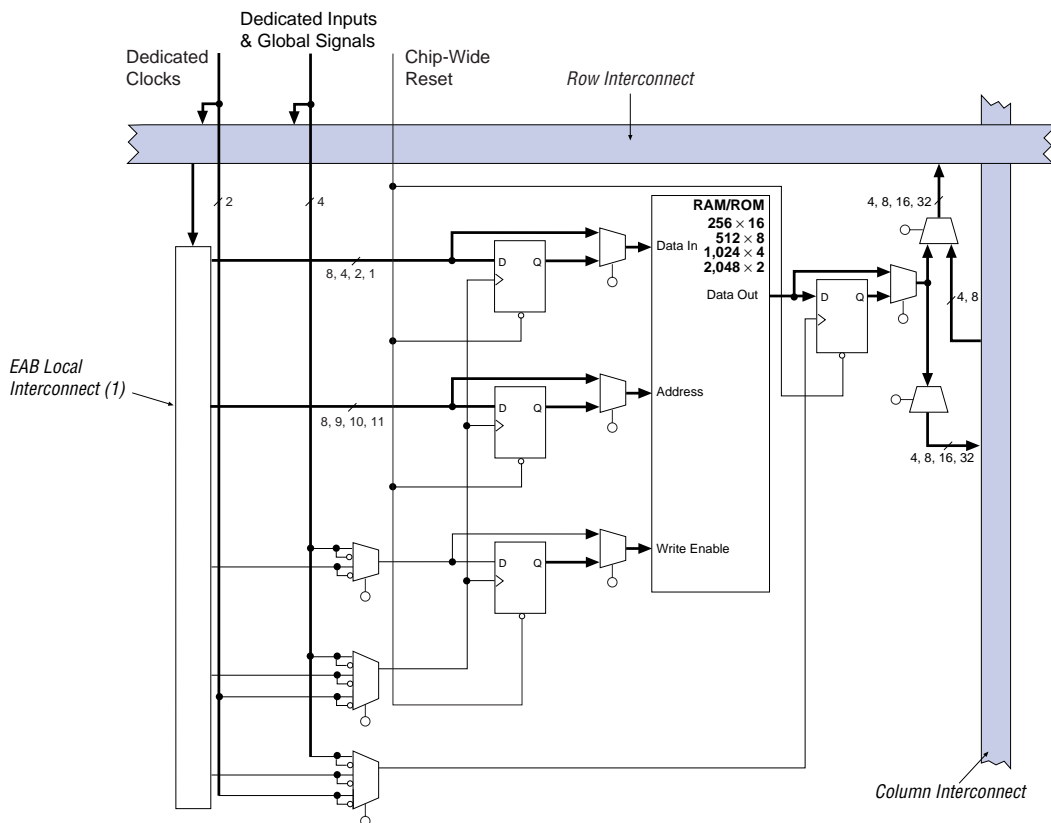 Dedicated Inputs
& Global Signals
Dedicated
Clocks
Chip-Wide
Reset
Row Interconnect
2
4
4, 8, 16, 32
RAM/ROM
256 × 16
512 × 8
1,024 × 4
2,048 × 2
Data In
D
Q
8, 4, 2, 1
Data Out
D
Q
4, 8
EAB Local
Interconnect (1)
D
Q
Address
8, 9, 10, 11
4, 8, 16, 32
D
Q
Write Enable
Column Interconnect